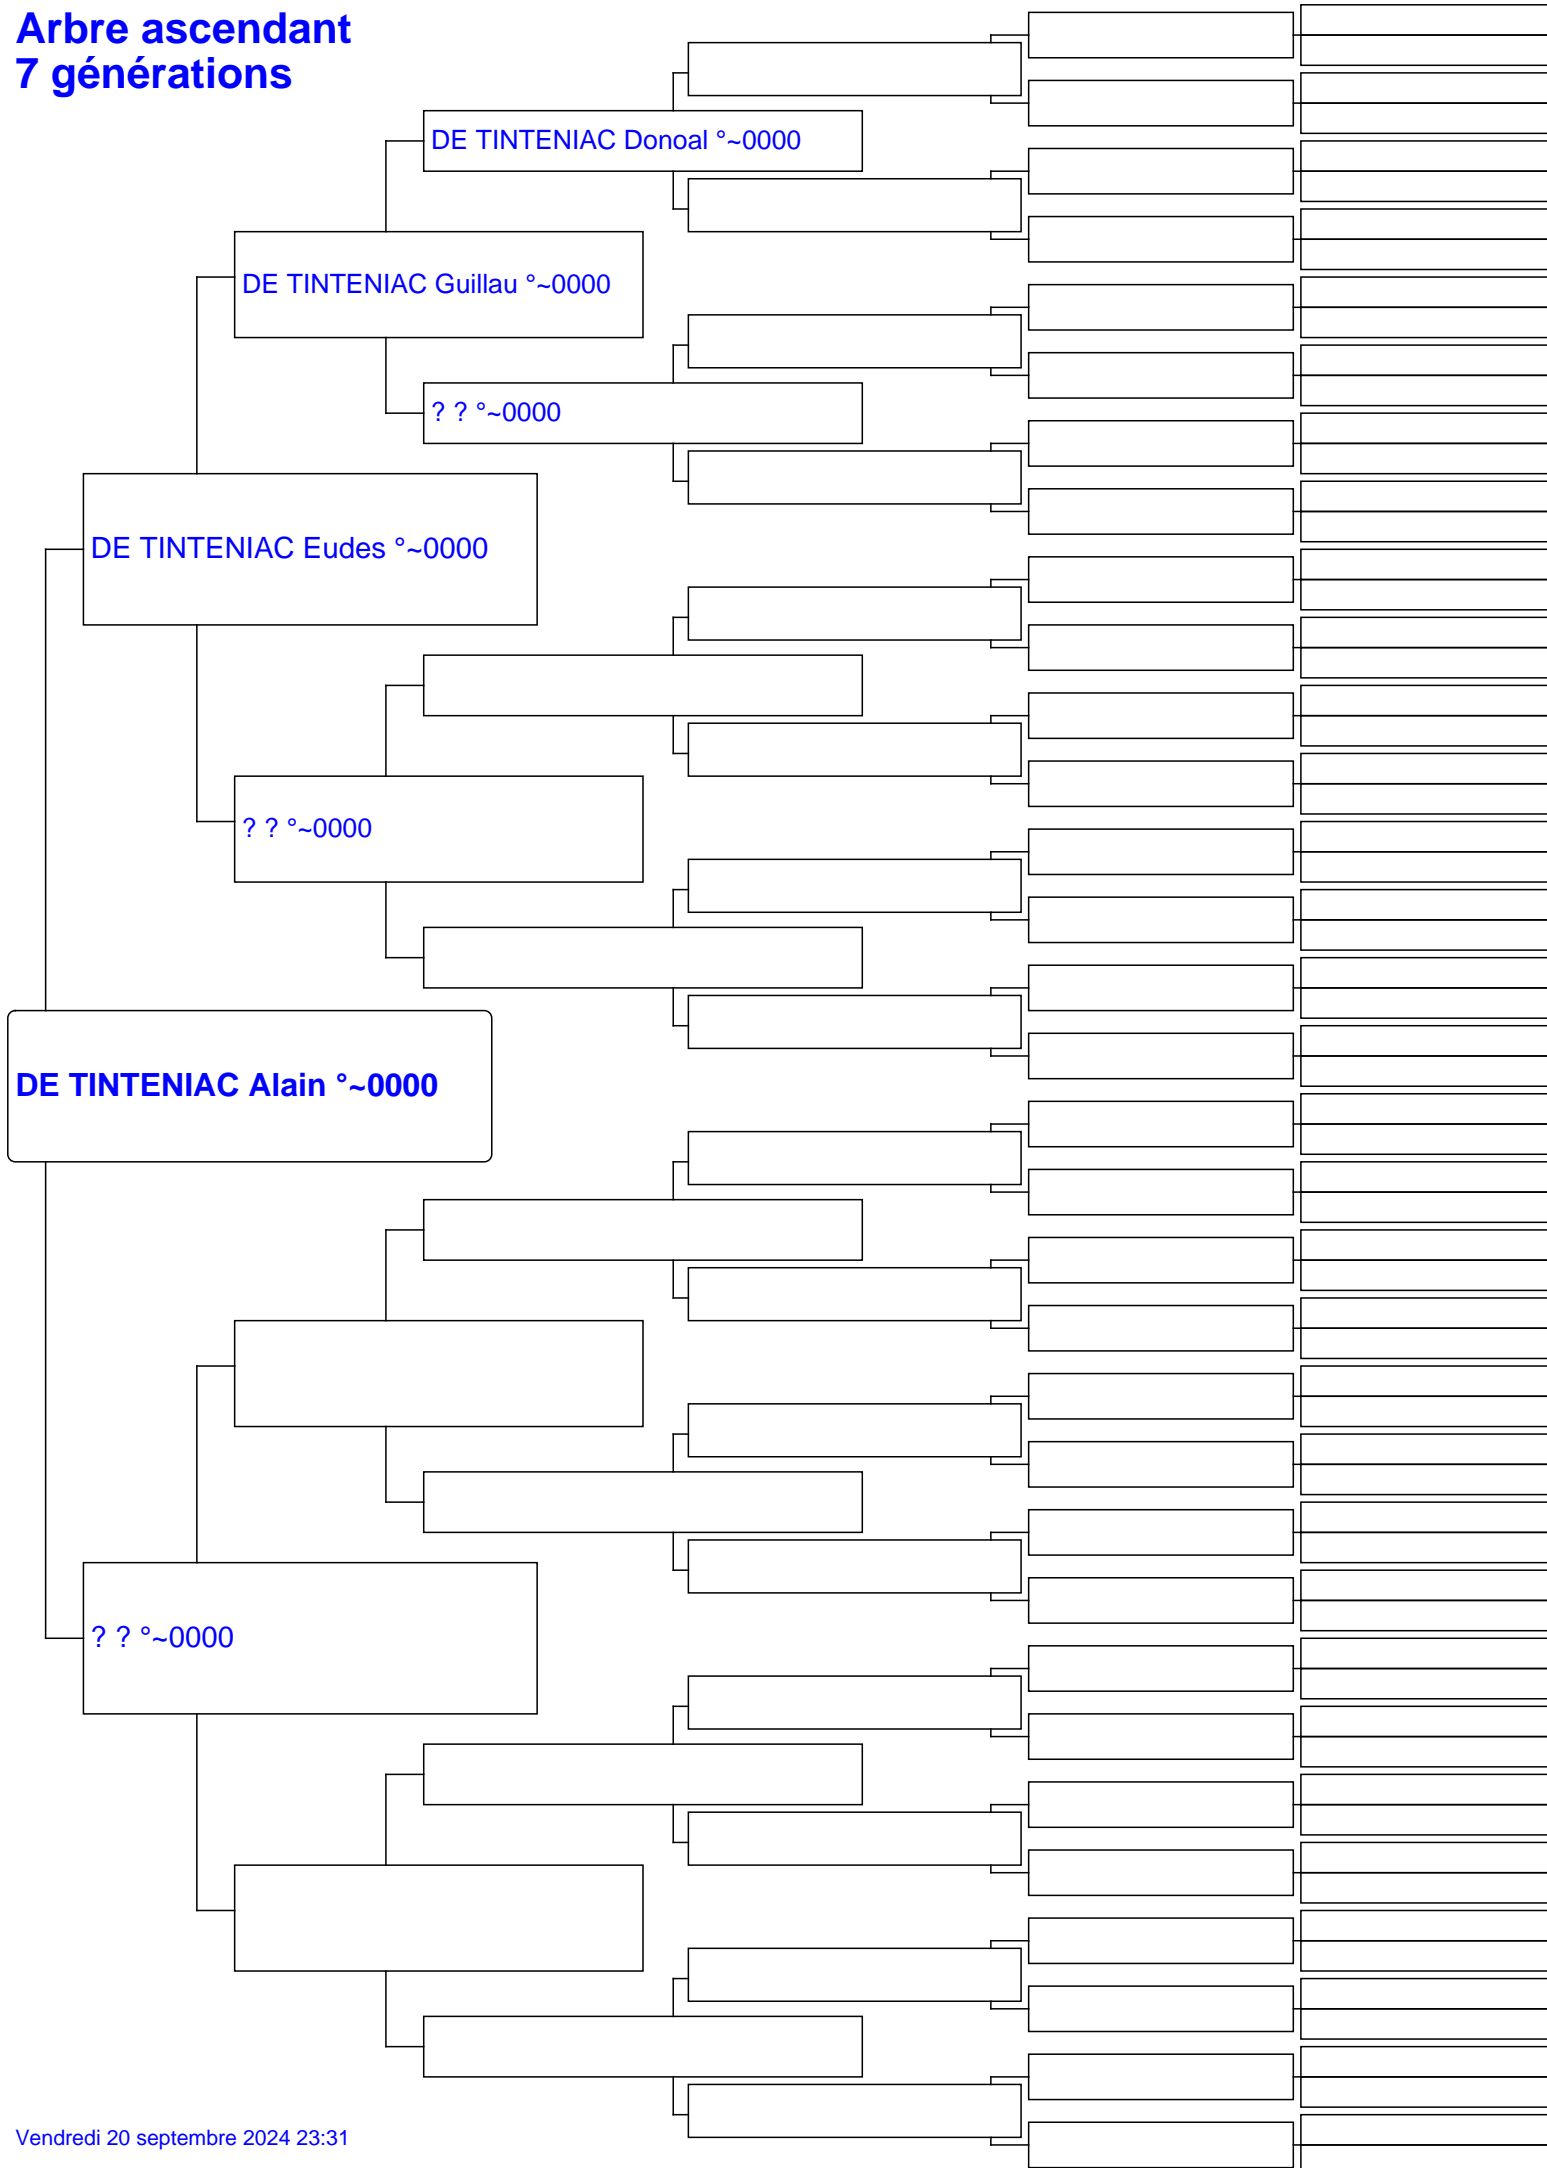 Arbre ascendant
7 générations
DE TINTENIAC Donoal °~0000
DE TINTENIAC Guillau °~0000
? ? °~0000
DE TINTENIAC Eudes °~0000
? ? °~0000
DE TINTENIAC Alain °~0000
? ? °~0000
Vendredi 20 septembre 2024 23:31